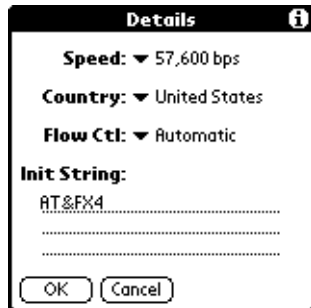 Details
Speed: 57,600 bps
Country: United States
Flow Ctl: Automatic
Init String:
AT&FX4
OK Cancel